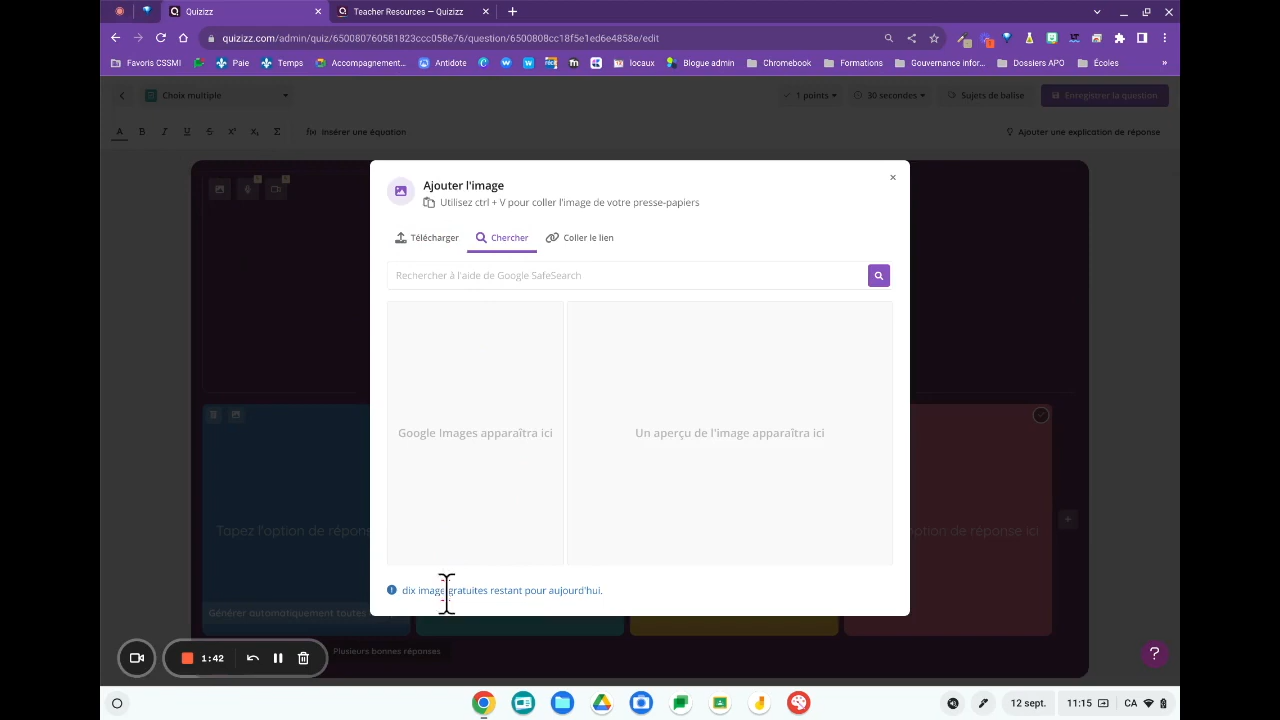 Quizizz
Teacher Resources — Quizizz
quizizz.com/admin/quiz/650080760581823ccc058e76/question/6500808cc18f5e1ed6e4858e/edit
Favoris CSSMI
Paie
Temps
Accompagnement...
Antidote
locaux
Blogue admin
Chromebook
Formations
Gouvernance infor...
Dossiers APO
Écoles
»
Choix multiple
1 points
30 secondes
Sujets de balise
Enregistrer la question
A B I U S X² X₂ Σ
f(x) Insérer une équation
Ajouter une explication de réponse
Ajouter l'image
Utilisez ctrl + V pour coller l'image de votre presse-papiers
Télécharger
Chercher
Coller le lien
Rechercher à l'aide de Google SafeSearch
Google Images apparaîtra ici
Un aperçu de l'image apparaîtra ici
Tapez l'option de répons
option de réponse ici
dix image gratuites restant pour aujourd'hui.
Générer automatiquement toutes
Plusieurs bonnes réponses
1:42
12 sept.
11:15
CA